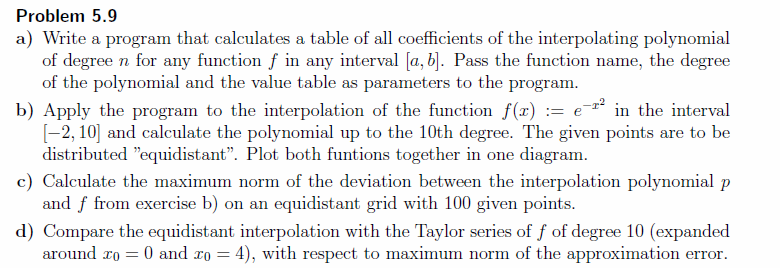 Problem 5.9
a) Write a program that calculates a table of all coefficients of the interpolating polynomial
of degree n for any function f in any interval [a, b]. Pass the function name, the degree
of the polynomial and the value table as parameters to the program.
b) Apply the program to the interpolation of the function f(x) := e^{-x^2} in the interval
[−2, 10] and calculate the polynomial up to the 10th degree. The given points are to be
distributed ”equidistant”. Plot both funtions together in one diagram.
c) Calculate the maximum norm of the deviation between the interpolation polynomial p
and f from exercise b) on an equidistant grid with 100 given points.
d) Compare the equidistant interpolation with the Taylor series of f of degree 10 (expanded
around x₀ = 0 and x₀ = 4), with respect to maximum norm of the approximation error.